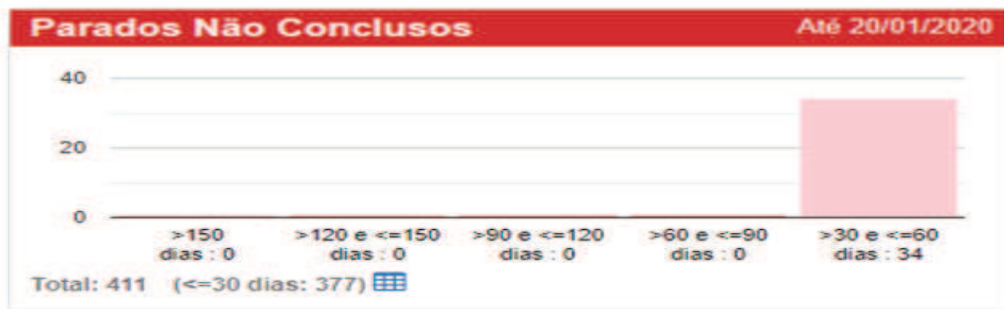 Parados Não Conclusos Até 20/01/2020
40
20
0
>150 >120 e <=150 >90 e <=120 >60 e <=90 >30 e <=60
dias : 0 dias : 0 dias : 0 dias : 0 dias : 34
Total: 411 (<=30 dias: 377)